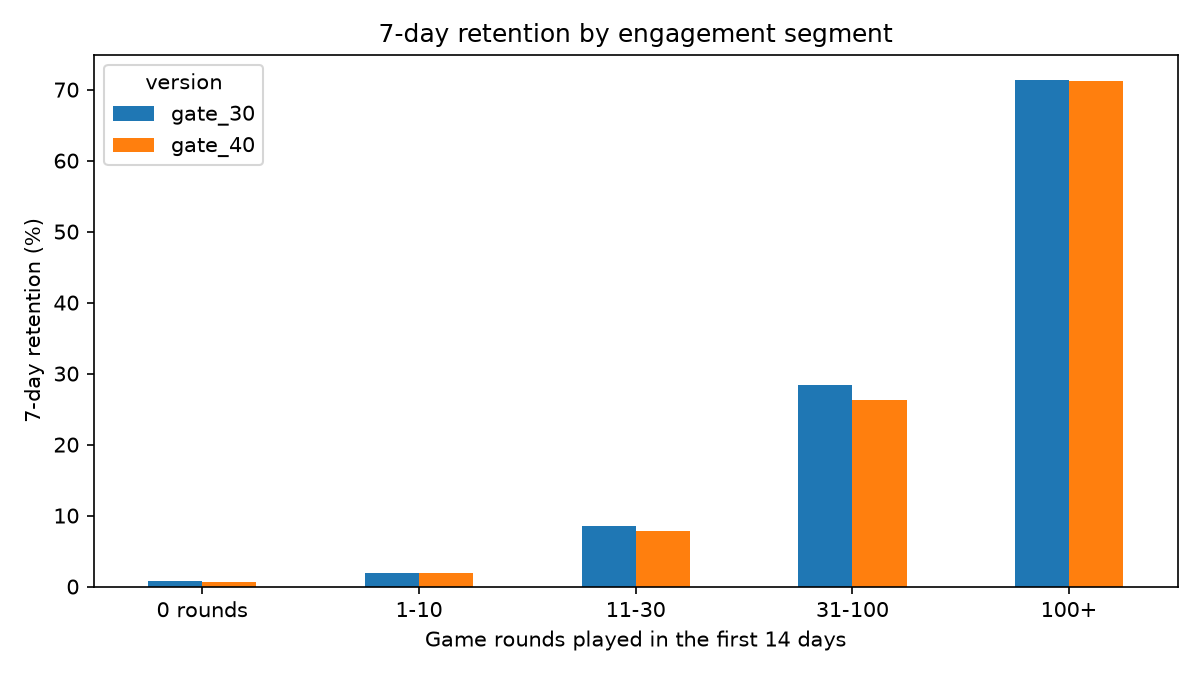 7-day retention by engagement segment
version
gate_30
gate_40
7-day retention (%)
70
60
50
40
30
20
10
0
0 rounds 1-10 11-30 31-100 100+
Game rounds played in the first 14 days